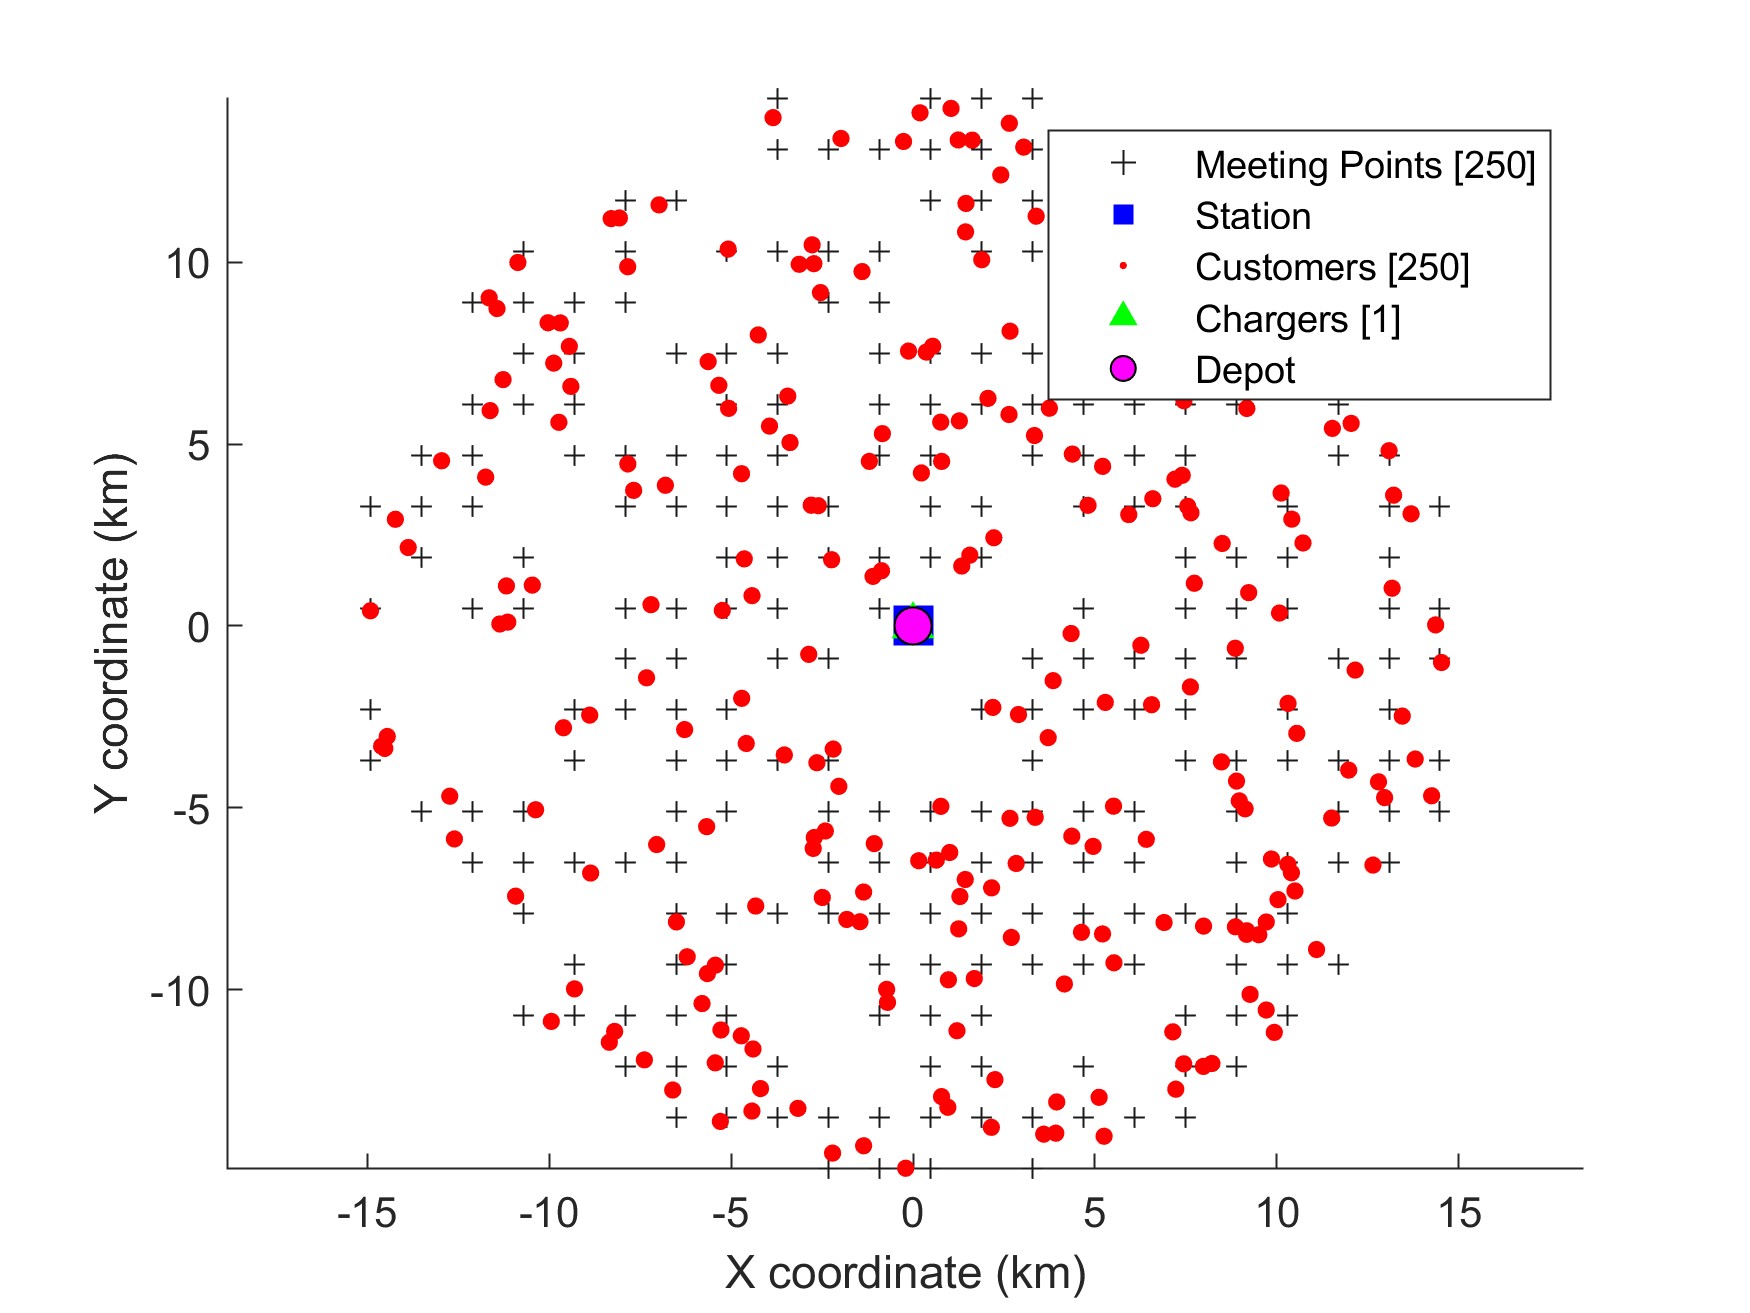 Meeting Points [250]
Station
Customers [250]
Chargers [1]
Depot
10
5
0
-5
-10
Y coordinate (km)
-15
-10
-5
0
5
10
15
X coordinate (km)